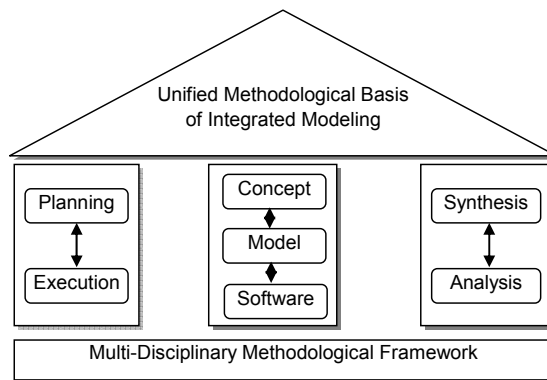 Unified Methodological Basis
of Integrated Modeling
Planning
Execution
Concept
Model
Software
Synthesis
Analysis
Multi-Disciplinary Methodological Framework